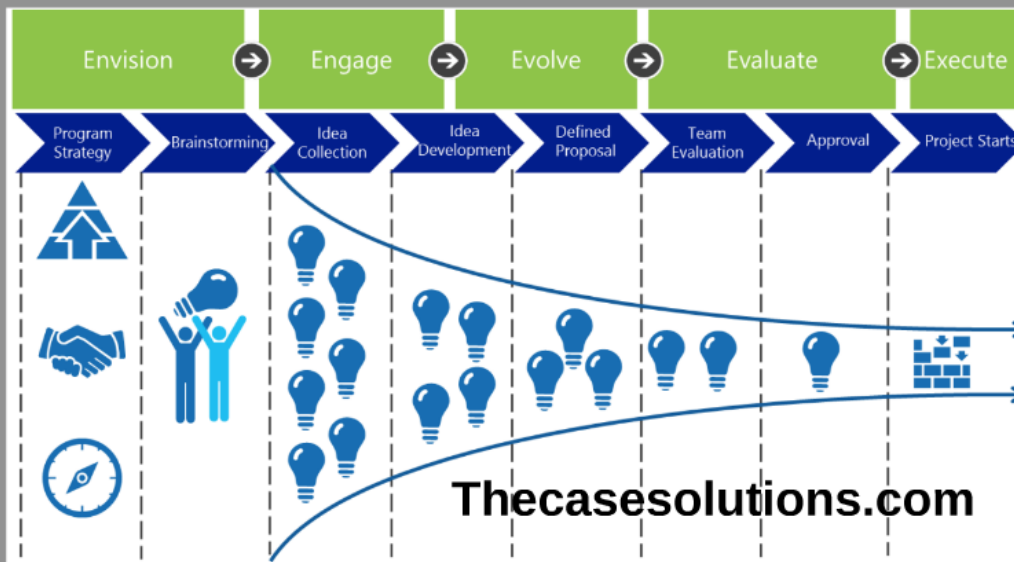 Envision
Engage
Evolve
Evaluate
Execute
Program
Strategy
Brainstorming
Idea
Collection
Idea
Development
Defined
Proposal
Team
Evaluation
Approval
Project Starts
Thecasesolutions.com